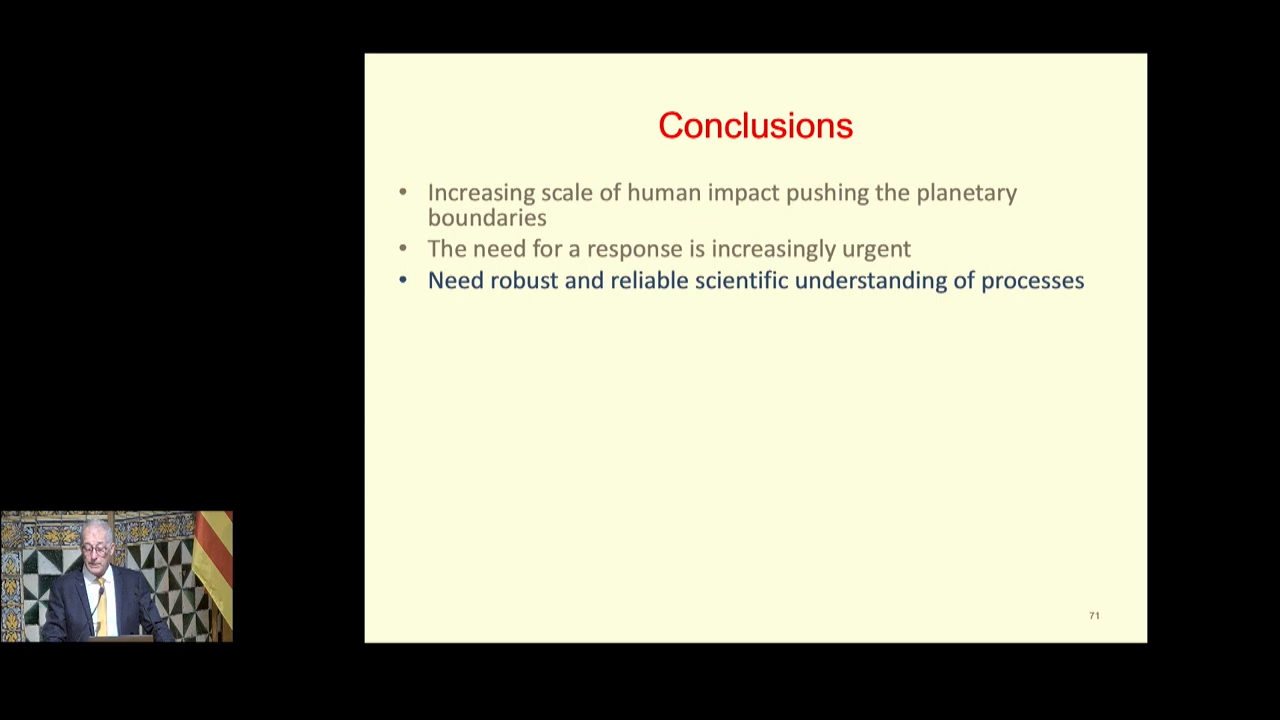 Conclusions
• Increasing scale of human impact pushing the planetary
boundaries
• The need for a response is increasingly urgent
• Need robust and reliable scientific understanding of processes
71